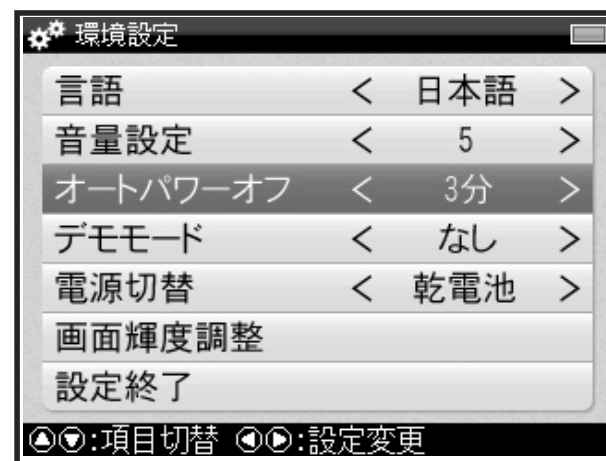 環境設定
言語 < 日本語 >
音量設定 < 5 >
オートパワーオフ < 3分 >
デモモード < なし >
電源切替 < 乾電池 >
画面輝度調整
設定終了
▲▼:項目切替 ◀▶:設定変更